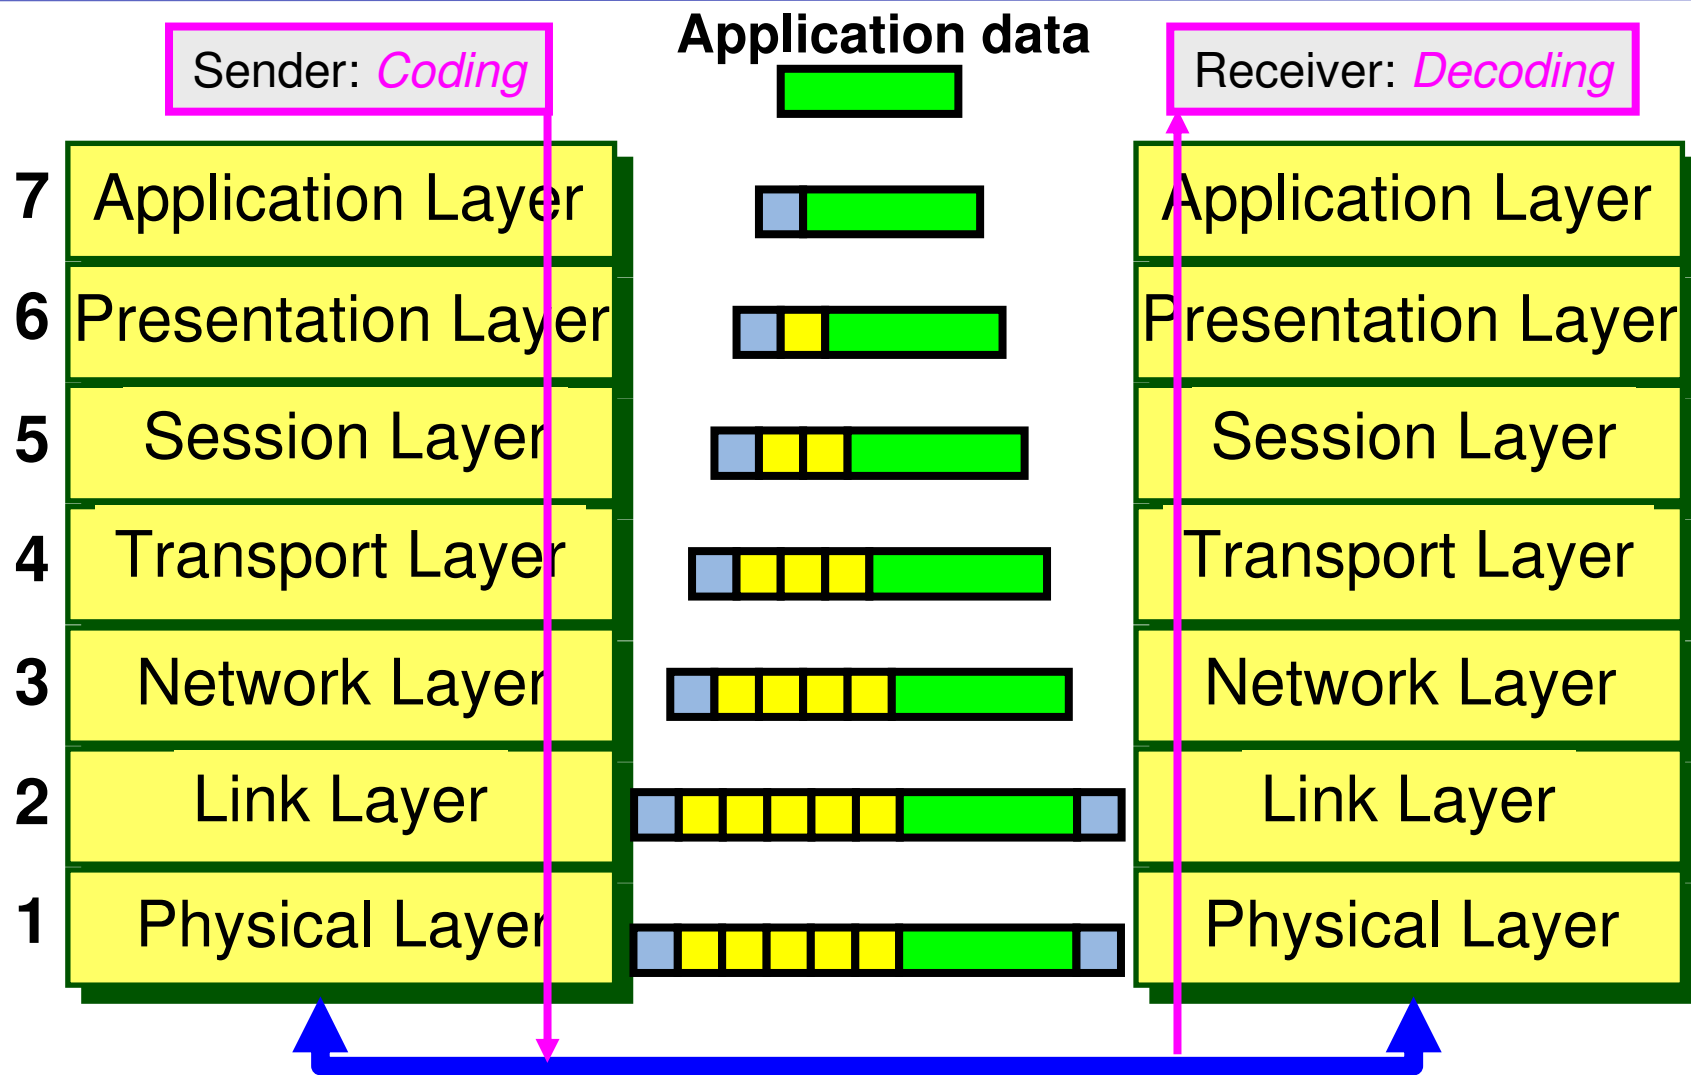 Application data
Sender: Coding
Receiver: Decoding
7 Application Layer Application Layer
6 Presentation Layer Presentation Layer
5 Session Layer Session Layer
4 Transport Layer Transport Layer
3 Network Layer Network Layer
2 Link Layer Link Layer
1 Physical Layer Physical Layer